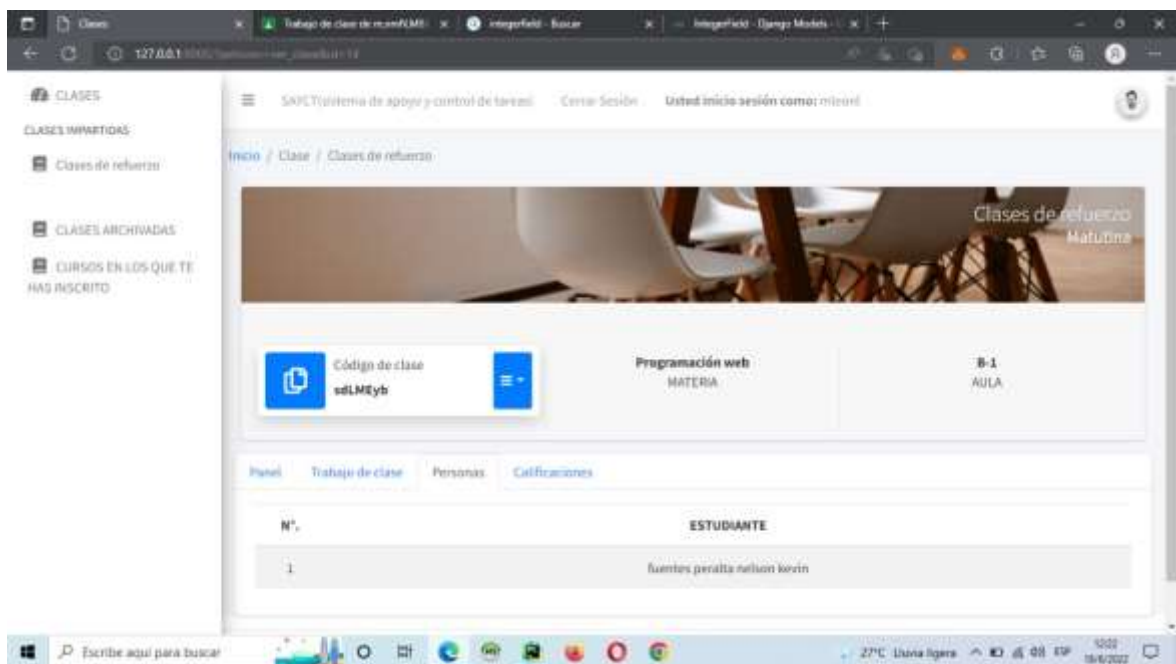 Clases
Trabajo de clase de
integerfield - Buscar
IntegerField - Django Models
127.0.0.1
CLASES
SAYCT(sistema de apoyo y control de tareas)
Cerrar Sesión
Usted inicio sesión como:
CLASES IMPARTIDAS
Clases de refuerzo
CLASES ARCHIVADAS
CURSOS EN LOS QUE TE
HAS INSCRITO
Inicio / Clase / Clases de refuerzo
Clases de refuerzo
Matutina
Código de clase
sdLMEyb
Programación web
MATERIA
B-1
AULA
Panel
Trabajo de clase
Personas
Calificaciones
N°.
ESTUDIANTE
1
fuentes peralta nelson kevin
Escribe aquí para buscar
27°C Lluvia ligera
ESP